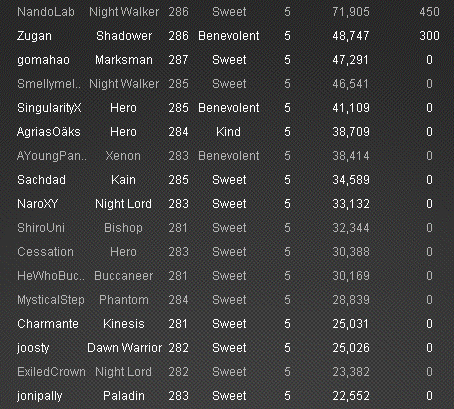 NandoLab Night Walker 286 Sweet 5 71,905 450
Zugan Shadower 286 Benevolent 5 48,747 300
gomahao Marksman 287 Sweet 5 47,291 0
Smellymel.. Night Walker 285 Sweet 5 46,541 0
SingularityX Hero 285 Benevolent 5 41,109 0
AgriasOäks Hero 284 Kind 5 38,709 0
AYoungPan.. Xenon 283 Benevolent 5 38,414 0
Sachdad Kain 285 Sweet 5 34,589 0
NaroXY Night Lord 283 Sweet 5 33,132 0
ShiroUni Bishop 281 Sweet 5 32,344 0
Cessation Hero 283 Sweet 5 30,388 0
HeWhoBuc.. Buccaneer 281 Sweet 5 30,169 0
MysticalStep Phantom 284 Sweet 5 28,839 0
Charmante Kinesis 281 Sweet 5 25,031 0
joosty Dawn Warrior 282 Sweet 5 25,026 0
ExiledCrown Night Lord 282 Sweet 5 23,382 0
jonipally Paladin 283 Sweet 5 22,552 0